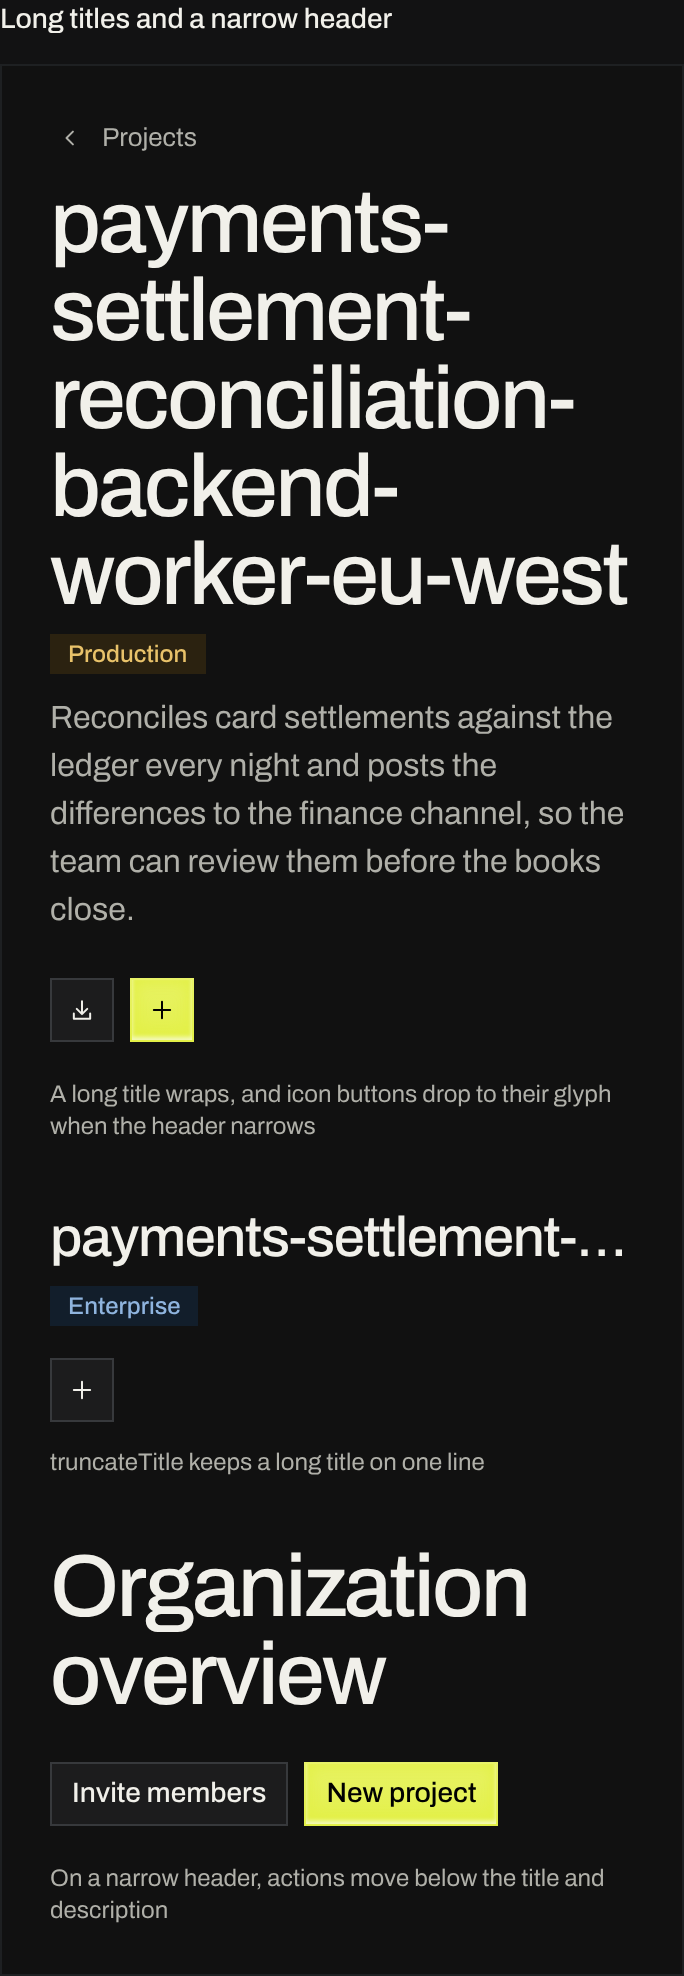 Long titles and a narrow header
Projects
payments-
settlement-
reconciliation-
backend-
worker-eu-west
Production
Reconciles card settlements against the
ledger every night and posts the
differences to the finance channel, so the
team can review them before the books
close.
A long title wraps, and icon buttons drop to their glyph
when the header narrows
payments-settlement-...
Enterprise
truncateTitle keeps a long title on one line
Organization
overview
Invite members
New project
On a narrow header, actions move below the title and
description